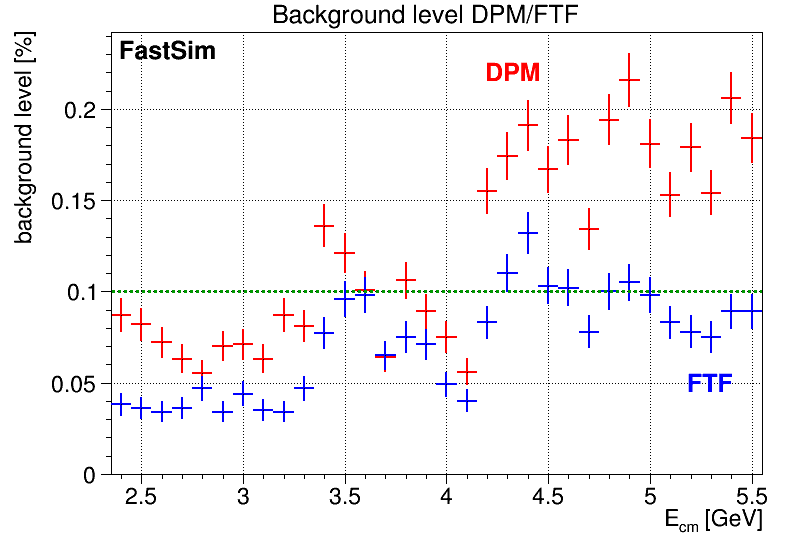 Background level DPM/FTF
background level [%]
FastSim
DPM
FTF
0.2
0.15
0.1
0.05
0
2.5 3 3.5 4 4.5 5 5.5
E_cm [GeV]